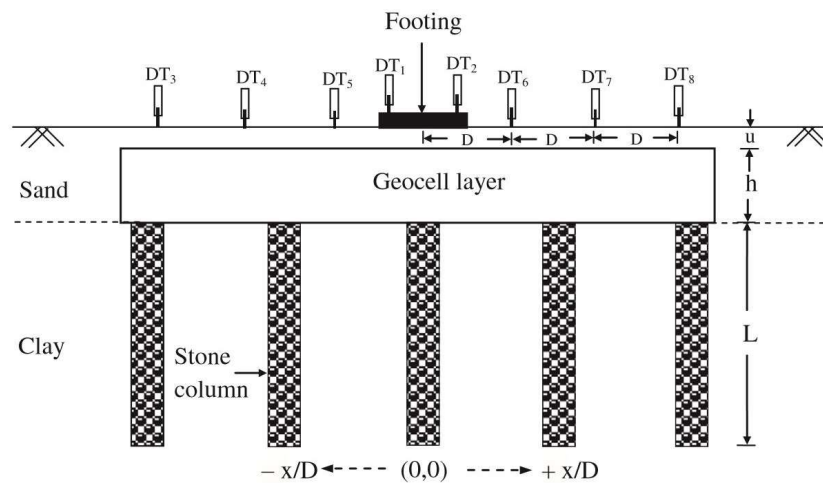 Footing
DT₃
DT₄
DT₅
DT₁
DT₂
DT₆
DT₇
DT₈
D
D
D
u
Sand
Geocell layer
h
Clay
Stone
column
L
– x/D
(0,0)
+ x/D